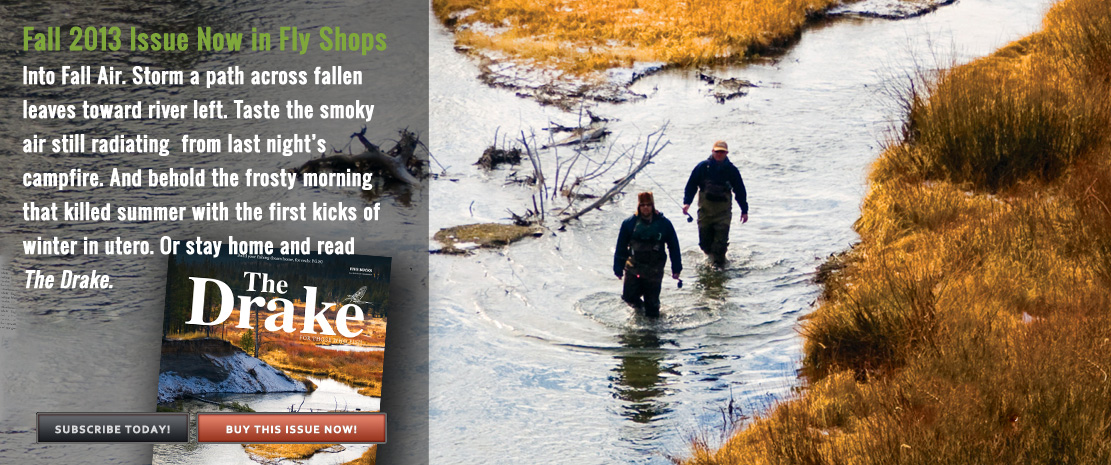 Fall 2013 Issue Now in Fly Shops
Into Fall Air. Storm a path across fallen
leaves toward river left. Taste the smoky
air still radiating from last night's
campfire. And behold the frosty morning
that killed summer with the first kicks of
winter in utero. Or stay home and read
The Drake.
The
Drake
SUBSCRIBE TODAY!
BUY THIS ISSUE NOW!